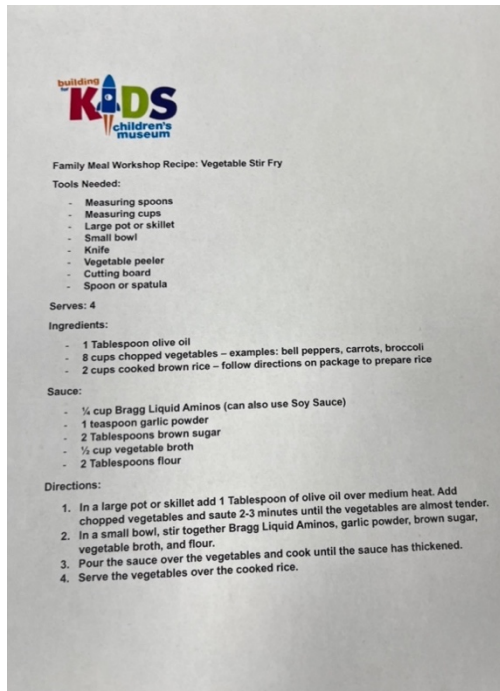 building
for
KIDS
children's
museum
Family Meal Workshop Recipe: Vegetable Stir Fry
Tools Needed:
- Measuring spoons
- Measuring cups
- Large pot or skillet
- Small bowl
- Knife
- Vegetable peeler
- Cutting board
- Spoon or spatula
Serves: 4
Ingredients:
- 1 Tablespoon olive oil
- 8 cups chopped vegetables – examples: bell peppers, carrots, broccoli
- 2 cups cooked brown rice – follow directions on package to prepare rice
Sauce:
- ¼ cup Bragg Liquid Aminos (can also use Soy Sauce)
- 1 teaspoon garlic powder
- 2 Tablespoons brown sugar
- ½ cup vegetable broth
- 2 Tablespoons flour
Directions:
1. In a large pot or skillet add 1 Tablespoon of olive oil over medium heat. Add
chopped vegetables and saute 2-3 minutes until the vegetables are almost tender.
2. In a small bowl, stir together Bragg Liquid Aminos, garlic powder, brown sugar,
vegetable broth, and flour.
3. Pour the sauce over the vegetables and cook until the sauce has thickened.
4. Serve the vegetables over the cooked rice.